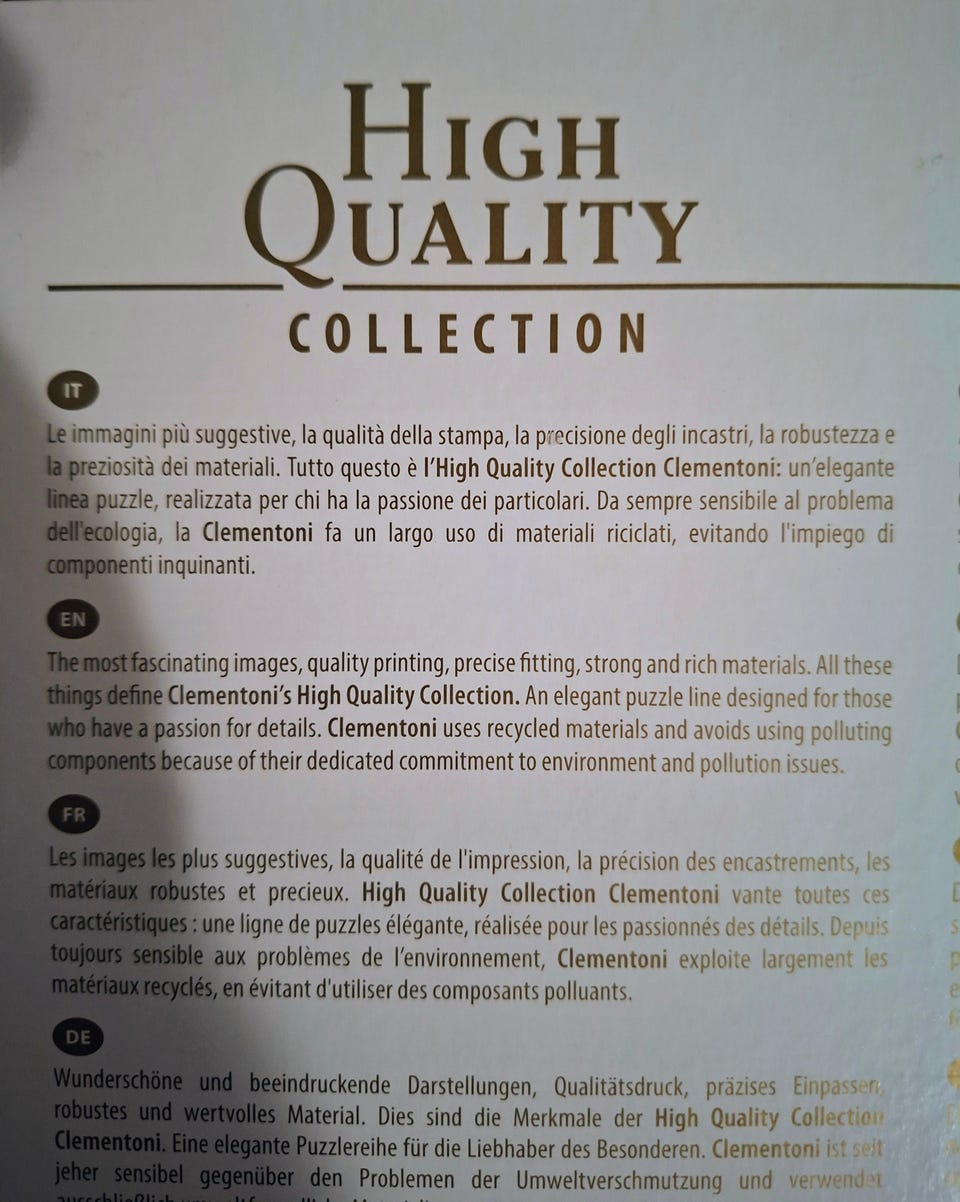 HIGH
QUALITY
COLLECTION
IT
Le immagini più suggestive, la qualità della stampa, la precisione degli incastri, la robustezza e
la preziosità dei materiali. Tutto questo è l’High Quality Collection Clementoni: un’elegante
linea puzzle, realizzata per chi ha la passione dei particolari. Da sempre sensibile al problema
dell'ecologia, la Clementoni fa un largo uso di materiali riciclati, evitando l'impiego di
componenti inquinanti.
EN
The most fascinating images, quality printing, precise fitting, strong and rich materials. All these
things define Clementoni’s High Quality Collection. An elegant puzzle line designed for those
who have a passion for details. Clementoni uses recycled materials and avoids using polluting
components because of their dedicated commitment to environment and pollution issues.
FR
Les images les plus suggestives, la qualité de l'impression, la précision des encastrements, les
matériaux robustes et precieux. High Quality Collection Clementoni vante toutes ces
caractéristiques : une ligne de puzzles élégante, réalisée pour les passionnés des détails. Depuis
toujours sensible aux problèmes de l’environnement, Clementoni exploite largement les
matériaux recyclés, en évitant d'utiliser des composants polluants.
DE
Wunderschöne und beeindruckende Darstellungen, Qualitätsdruck, präzises Einpassen,
robustes und wertvolles Material. Dies sind die Merkmale der High Quality Collection
Clementoni. Eine elegante Puzzlereihe für die Liebhaber des Besonderen. Clementoni ist seit
jeher sensibel gegenüber den Problemen der Umweltverschmutzung und verwendet